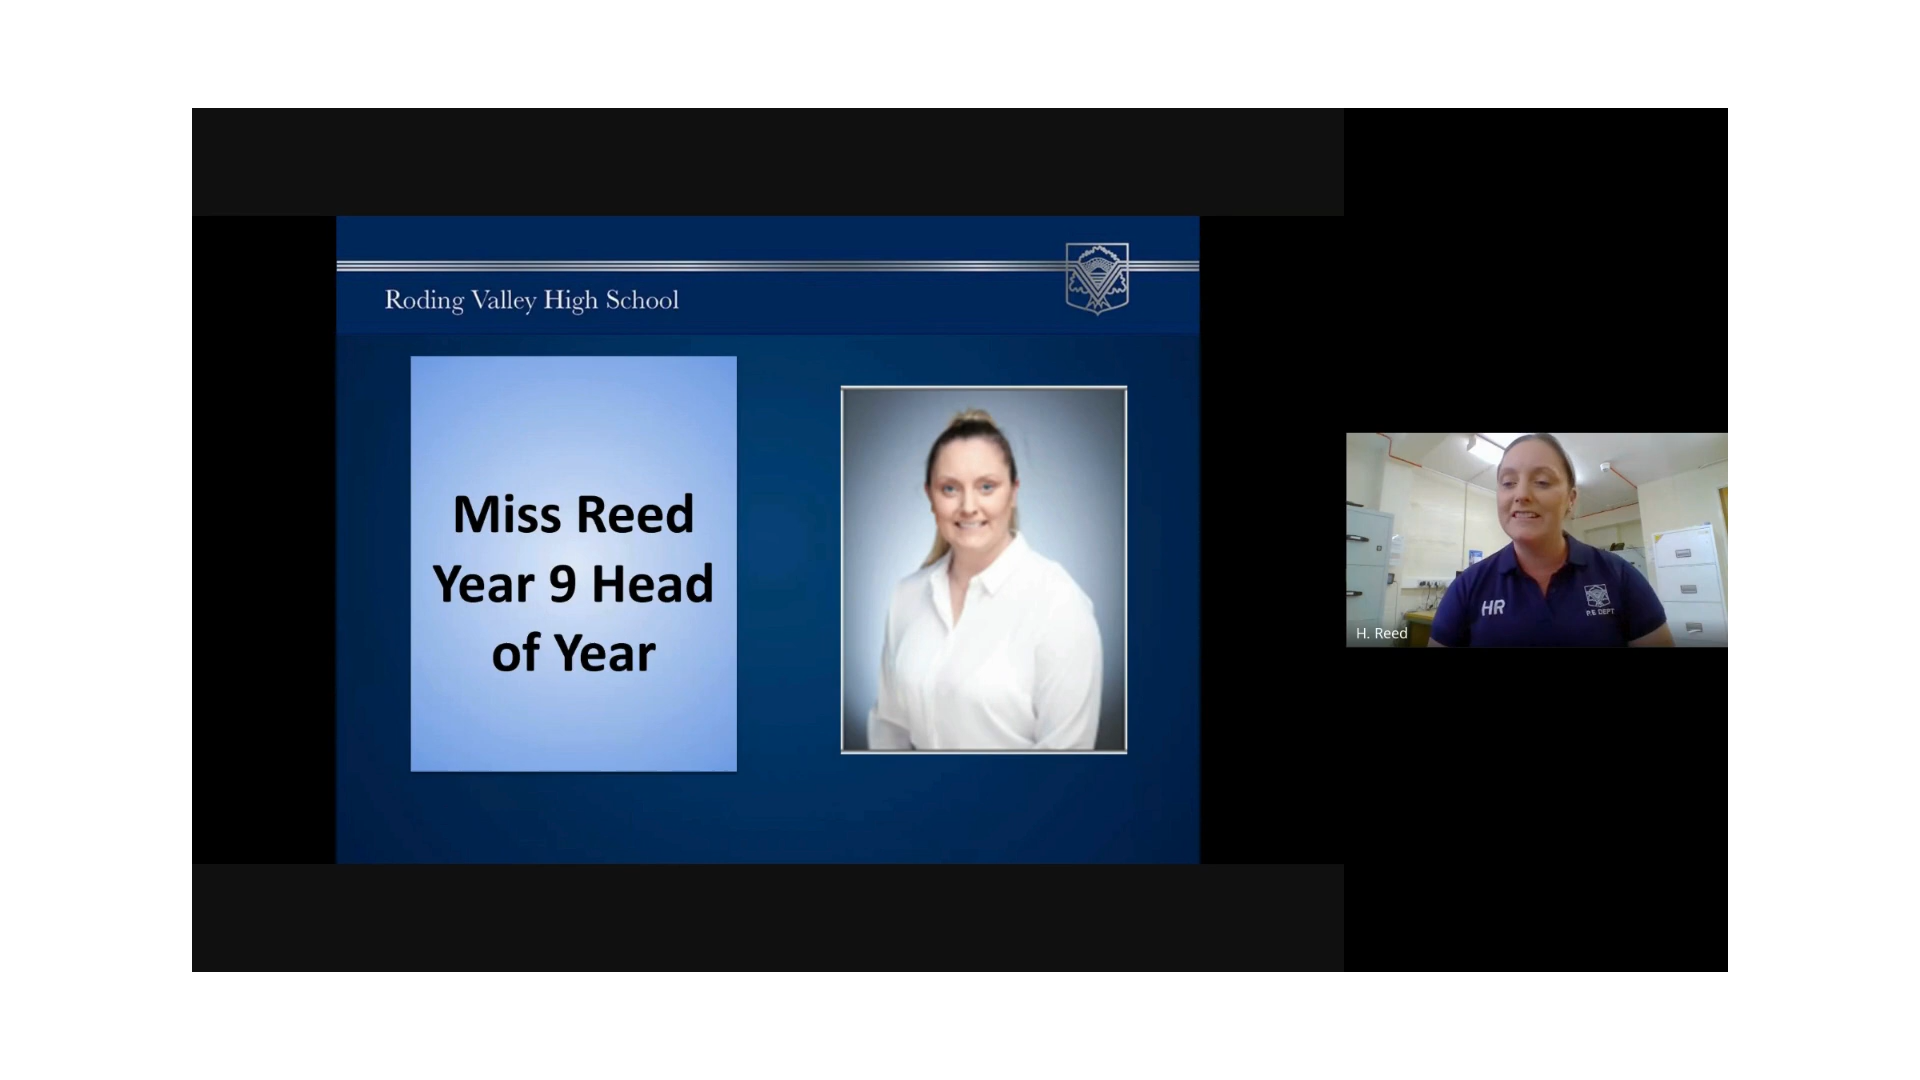 Roding Valley High School
Miss Reed
Year 9 Head
of Year
HR
P.E DEPT
H. Reed